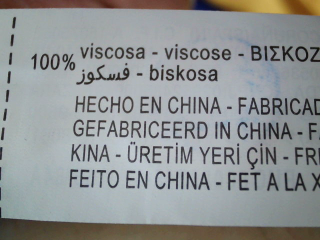 100% viscosa - viscose - ΒΙΣΚΟΖ
فسكوز - biskosa
HECHO EN CHINA - FABRICAD
GEFABRICEERD IN CHINA - F
KINA - ÜRETİM YERİ ÇİN - FR
FEITO EN CHINA - FET A LA X